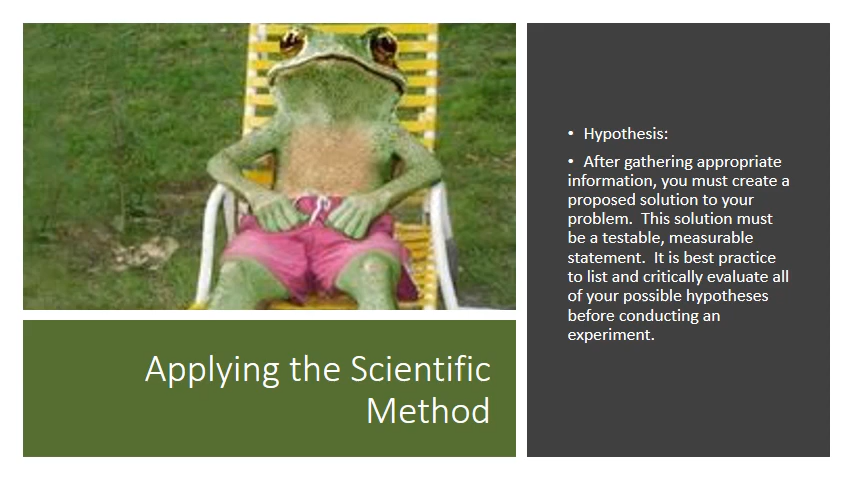 Applying the Scientific
Method
• Hypothesis:
• After gathering appropriate
information, you must create a
proposed solution to your
problem.  This solution must
be a testable, measurable
statement.  It is best practice
to list and critically evaluate all
of your possible hypotheses
before conducting an
experiment.